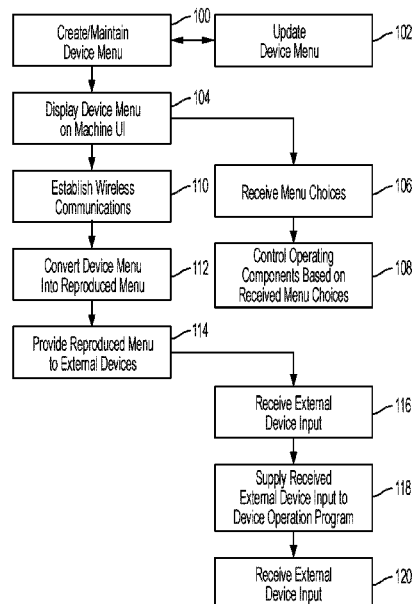 100
Create/Maintain
Device Menu
102
Update
Device Menu
104
Display Device Menu
on Machine UI
106
Receive Menu Choices
110
Establish Wireless
Communications
108
Control Operating
Components Based on
Received Menu Choices
112
Convert Device Menu
Into Reproduced Menu
114
Provide Reproduced Menu
to External Devices
116
Receive External
Device Input
118
Supply Received
External Device Input to
Device Operation Program
120
Receive External
Device Input